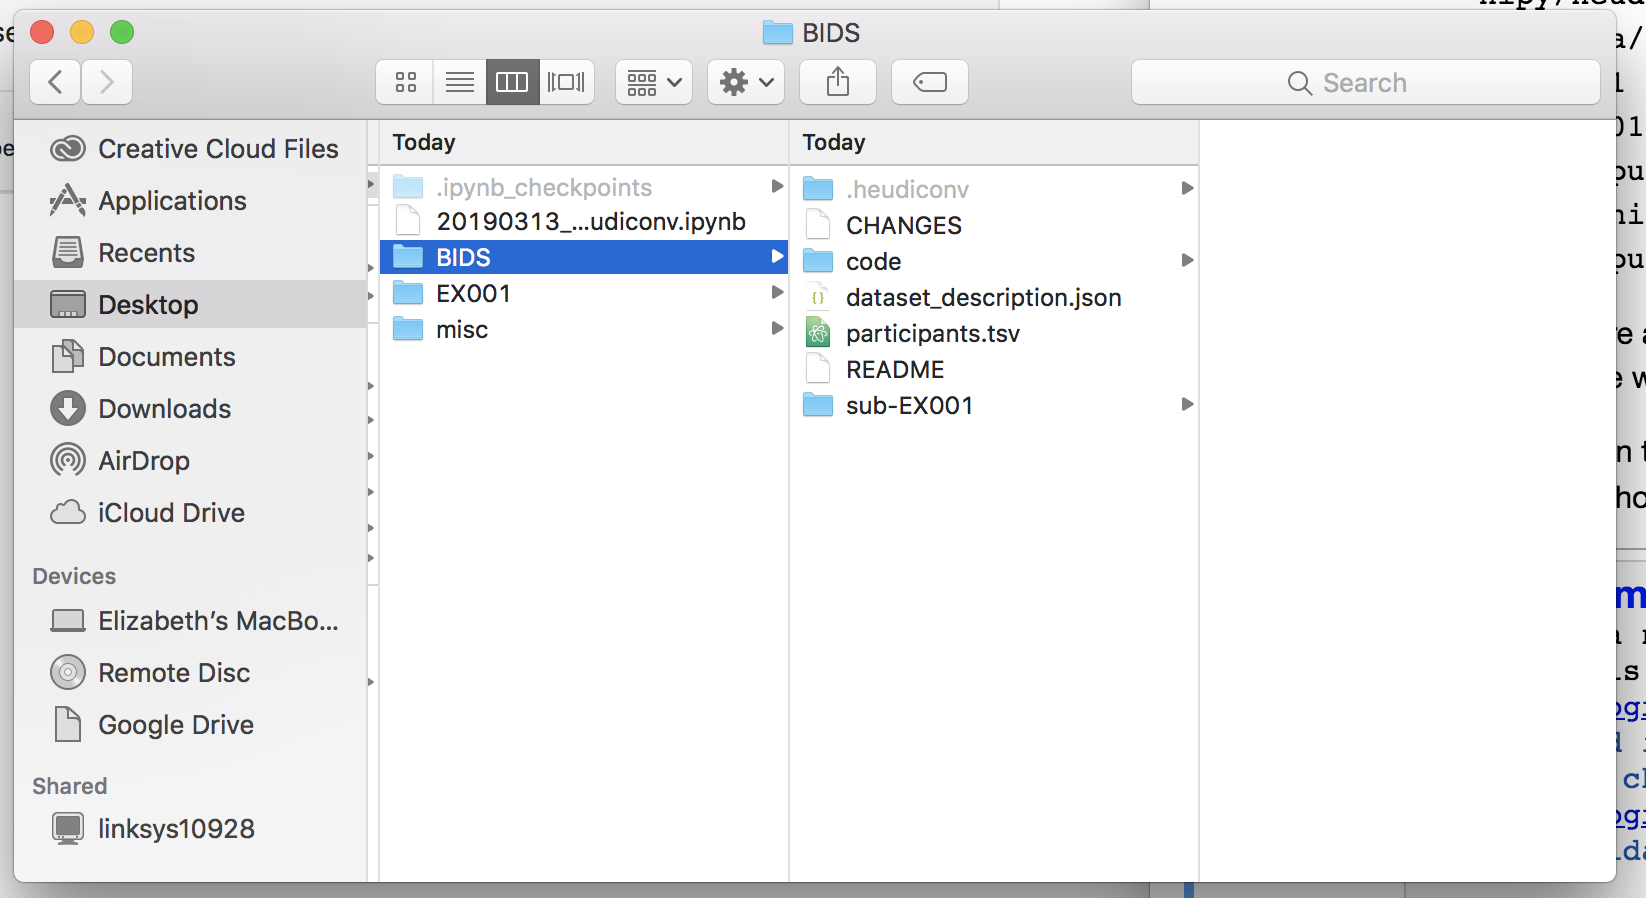 BIDS
Search
Creative Cloud Files
Applications
Recents
Desktop
Documents
Downloads
AirDrop
iCloud Drive
Devices
Elizabeth’s MacBo...
Remote Disc
Google Drive
Shared
linksys10928
Today
.ipynb_checkpoints
20190313_...udiconv.ipynb
BIDS
EX001
misc
Today
.heudiconv
CHANGES
code
dataset_description.json
participants.tsv
README
sub-EX001